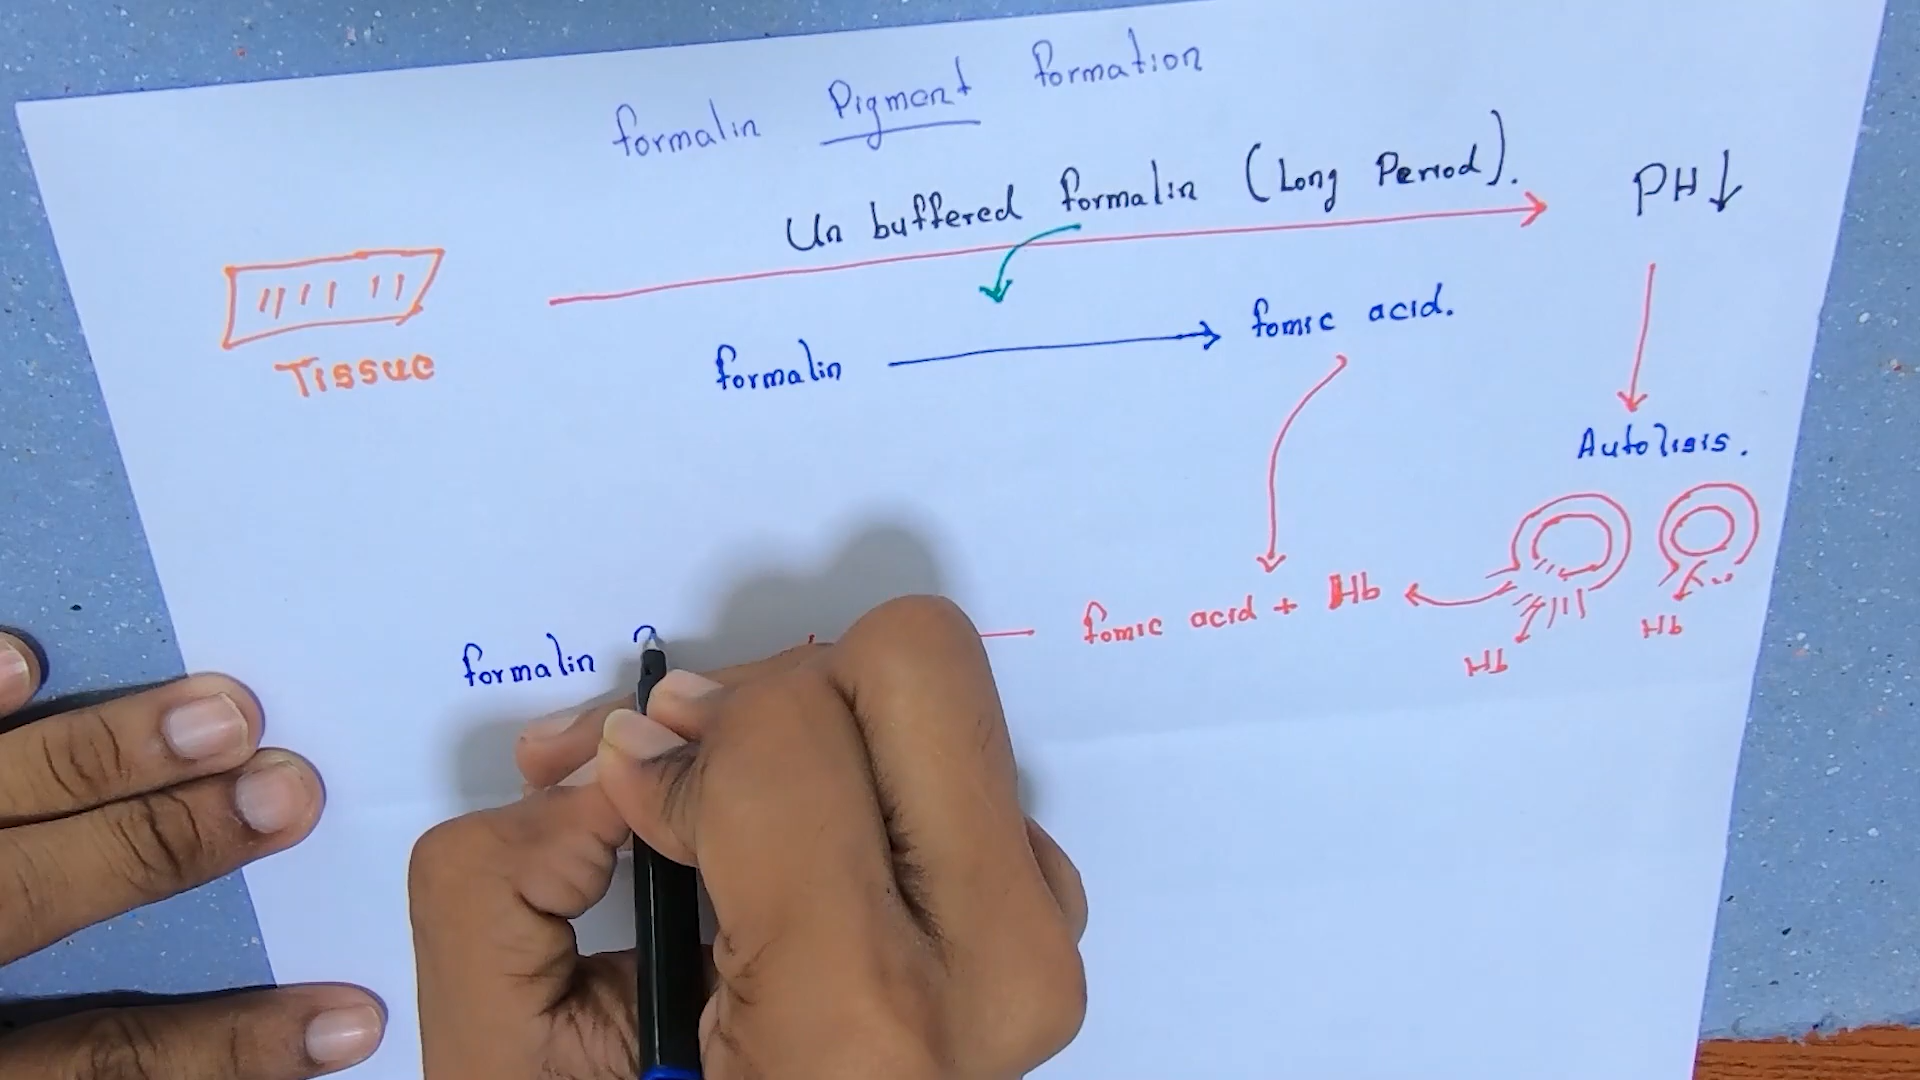 formalin Pigment formation
Un buffered formalin (Long Period).
PH↓
Tissue
formalin → fomic acid.
Autolisis.
formalin
fomic acid + Hb
Hb
Hb